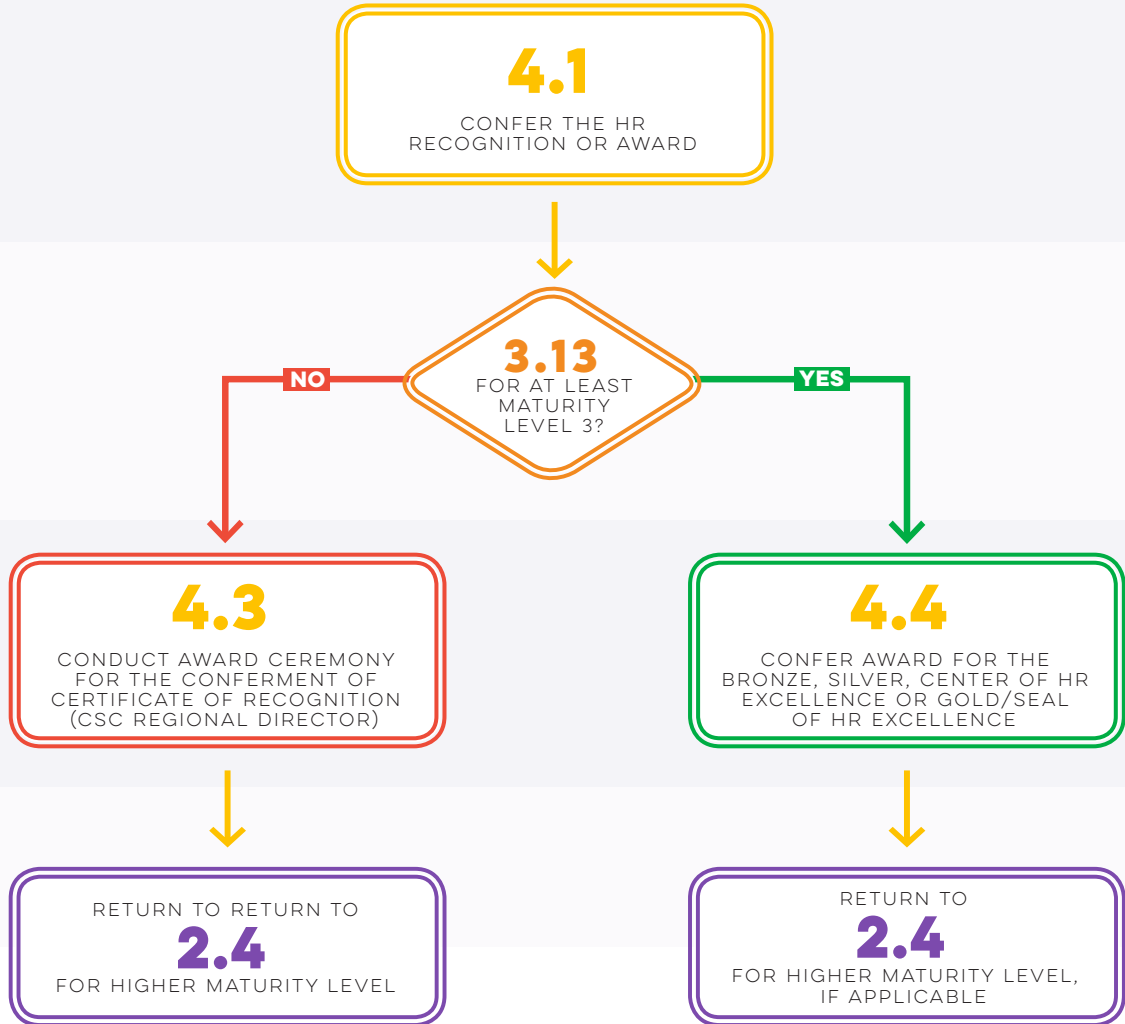 4.1
CONFER THE HR
RECOGNITION OR AWARD
3.13
FOR AT LEAST
MATURITY
LEVEL 3?
NO
YES
4.3
CONDUCT AWARD CEREMONY
FOR THE CONFERMENT OF
CERTIFICATE OF RECOGNITION
(CSC REGIONAL DIRECTOR)
4.4
CONFER AWARD FOR THE
BRONZE, SILVER, CENTER OF HR
EXCELLENCE OR GOLD/SEAL
OF HR EXCELLENCE
RETURN TO RETURN TO
2.4
FOR HIGHER MATURITY LEVEL
RETURN TO
2.4
FOR HIGHER MATURITY LEVEL,
IF APPLICABLE